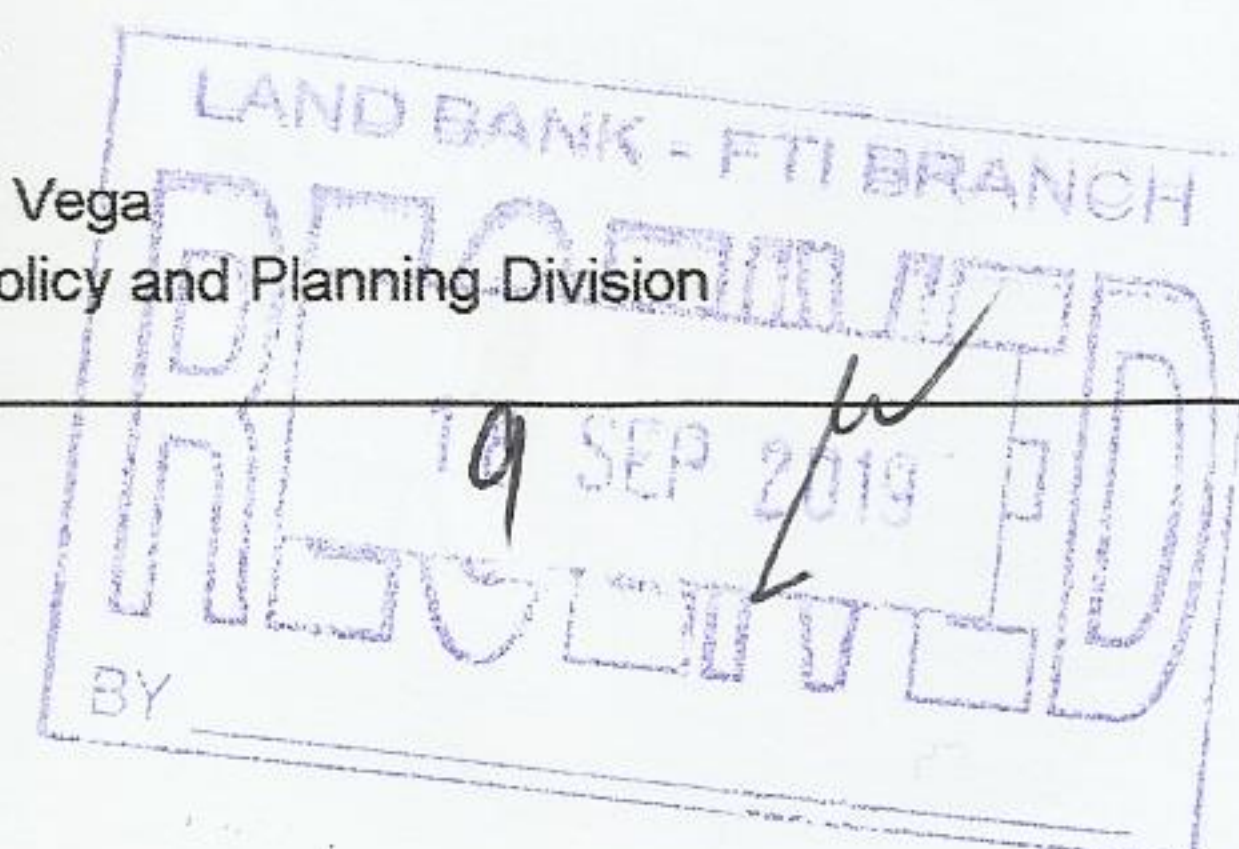 LAND BANK - FTI BRANCH
Vega
olicy and Planning Division
RECEIVED
9 SEP 2019
BY